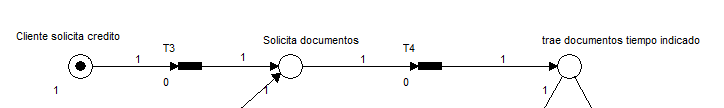 Cliente solicita credito
T3
Solicita documentos
T4
trae documentos tiempo indicado
1
1
1
1
1
0
1
0
1